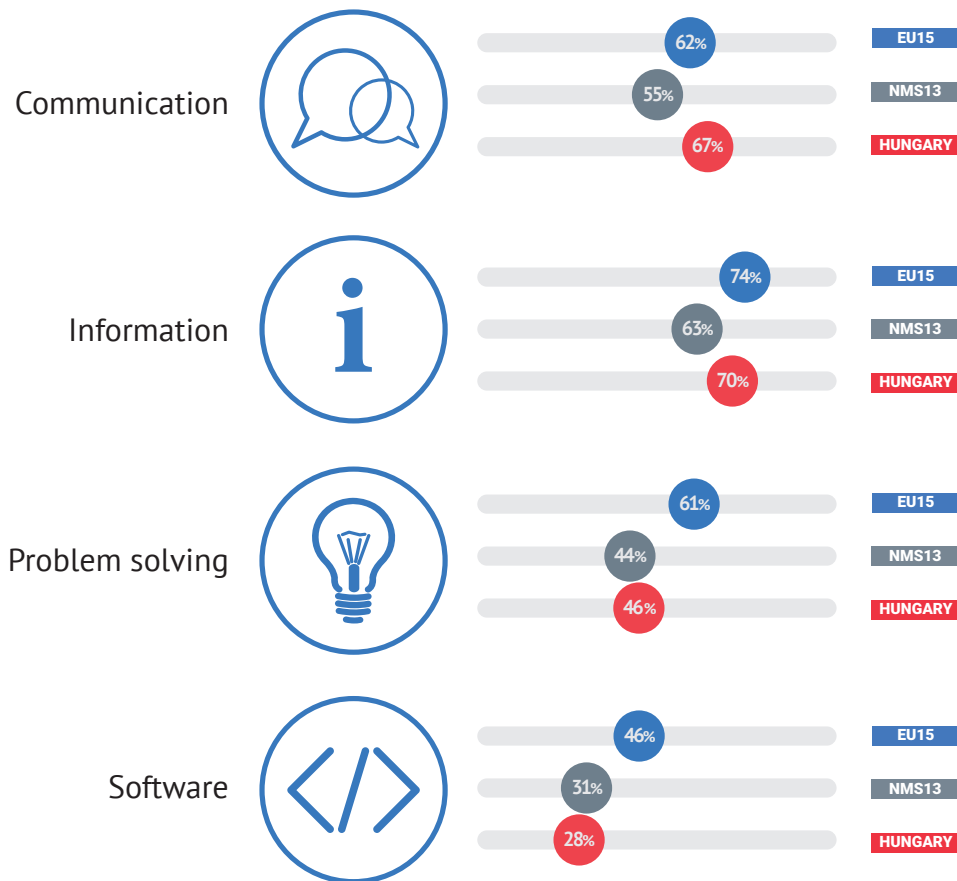 Communication
62%
EU15
55%
NMS13
67%
HUNGARY
Information
74%
EU15
63%
NMS13
70%
HUNGARY
Problem solving
61%
EU15
44%
NMS13
46%
HUNGARY
Software
46%
EU15
31%
NMS13
28%
HUNGARY